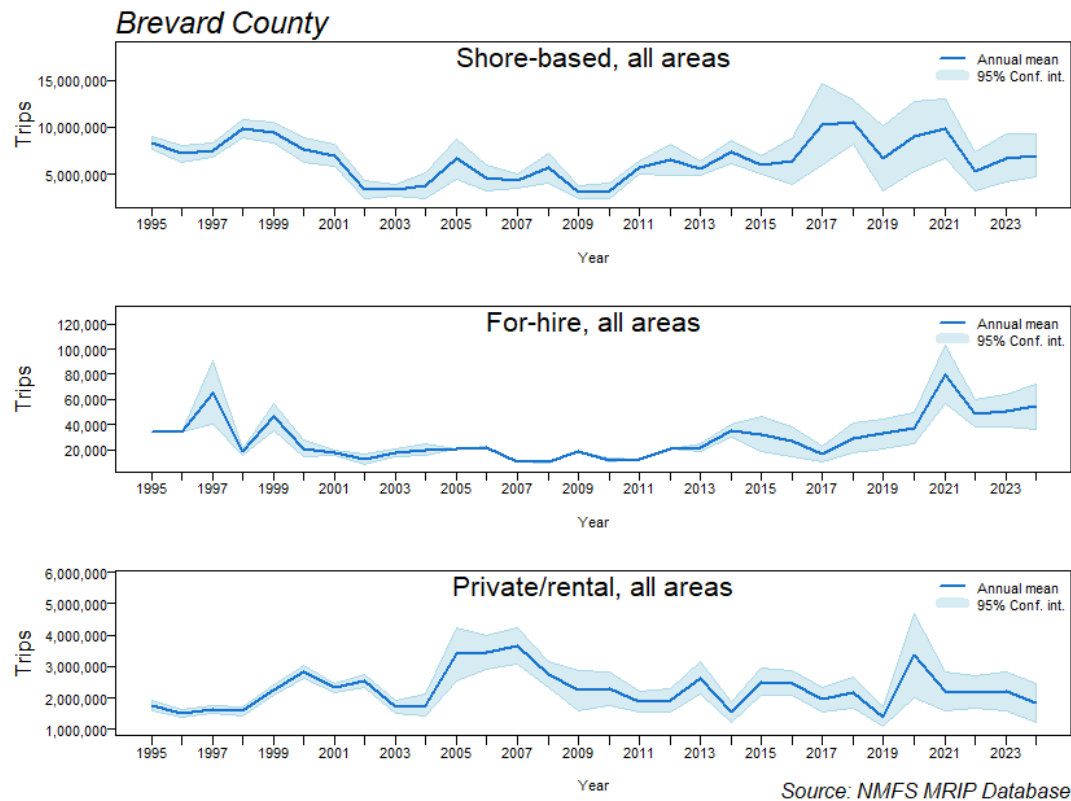 Brevard County
Shore-based, all areas
Annual mean
95% Conf. int.
Trips
15,000,000
10,000,000
5,000,000
1995 1997 1999 2001 2003 2005 2007 2009 2011 2013 2015 2017 2019 2021 2023
Year
For-hire, all areas
Annual mean
95% Conf. int.
Trips
120,000
100,000
80,000
60,000
40,000
20,000
1995 1997 1999 2001 2003 2005 2007 2009 2011 2013 2015 2017 2019 2021 2023
Year
Private/rental, all areas
Annual mean
95% Conf. int.
Trips
6,000,000
5,000,000
4,000,000
3,000,000
2,000,000
1,000,000
1995 1997 1999 2001 2003 2005 2007 2009 2011 2013 2015 2017 2019 2021 2023
Year
Source: NMFS MRIP Database